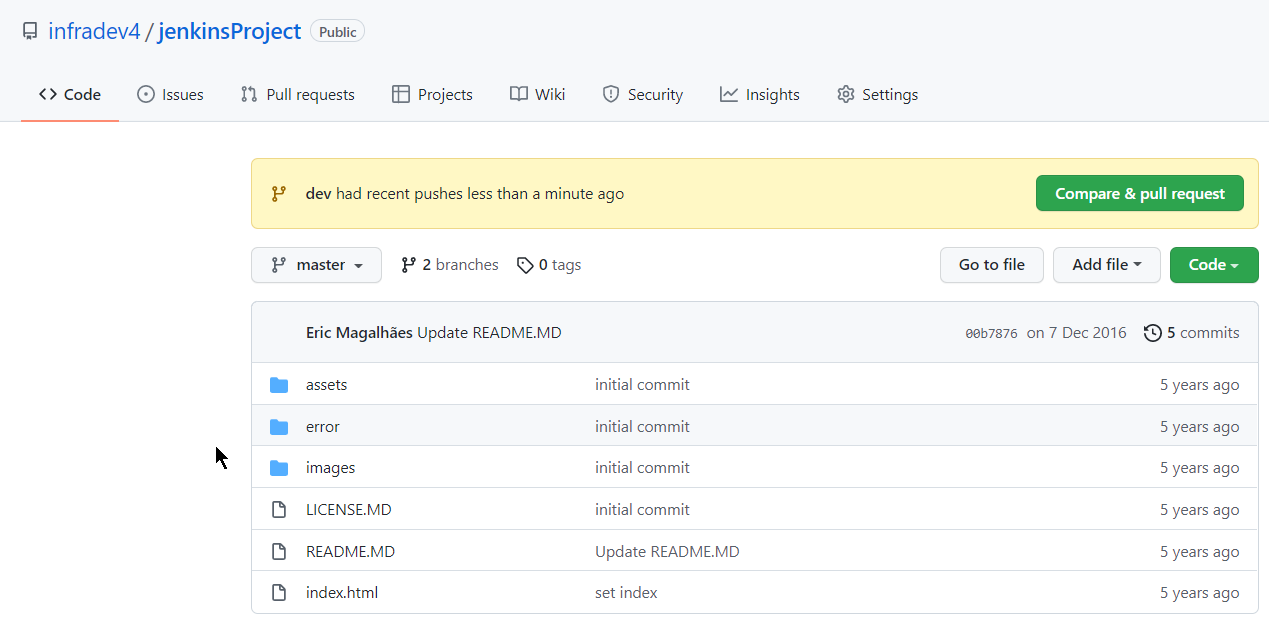 infradev4 / jenkinsProject Public
Code Issues Pull requests Projects Wiki Security Insights Settings
dev had recent pushes less than a minute ago Compare & pull request
master 2 branches 0 tags Go to file Add file Code
Eric Magalhães Update README.MD 00b7876 on 7 Dec 2016 5 commits
assets initial commit 5 years ago
error initial commit 5 years ago
images initial commit 5 years ago
LICENSE.MD initial commit 5 years ago
README.MD Update README.MD 5 years ago
index.html set index 5 years ago